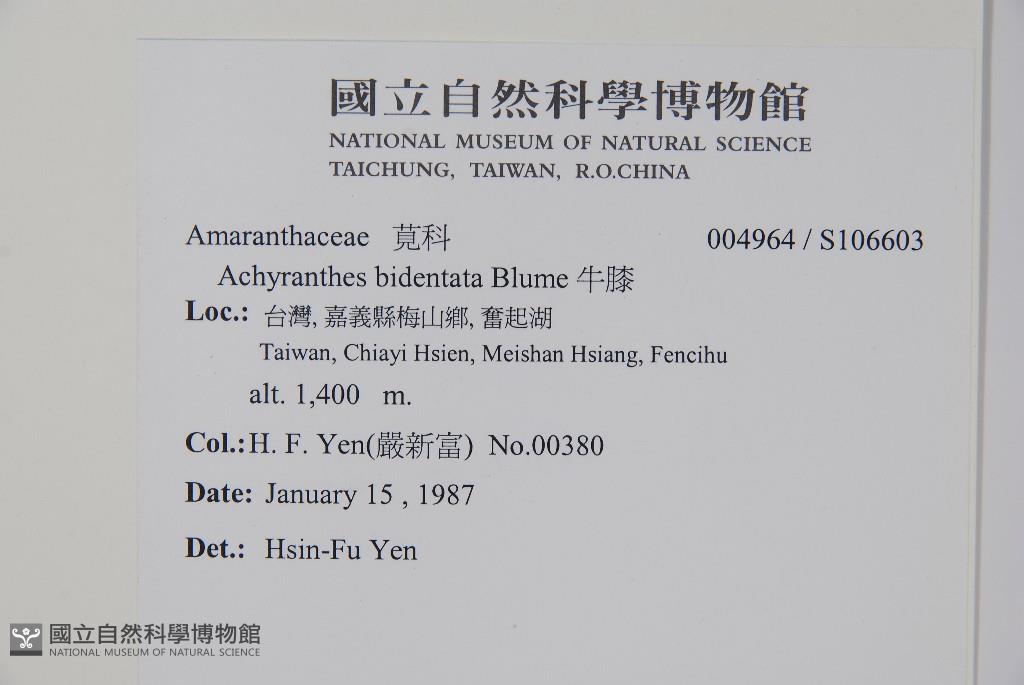 國立自然科學博物館
NATIONAL MUSEUM OF NATURAL SCIENCE
TAICHUNG, TAIWAN, R.O.CHINA
Amaranthaceae 莧科 004964 / S106603
Achyranthes bidentata Blume 牛膝
Loc.: 台灣, 嘉義縣梅山鄉, 奮起湖
Taiwan, Chiayi Hsien, Meishan Hsiang, Fencihu
alt. 1,400 m.
Col.: H. F. Yen(嚴新富) No.00380
Date: January 15 , 1987
Det.: Hsin-Fu Yen
國立自然科學博物館
NATIONAL MUSEUM OF NATURAL SCIENCE